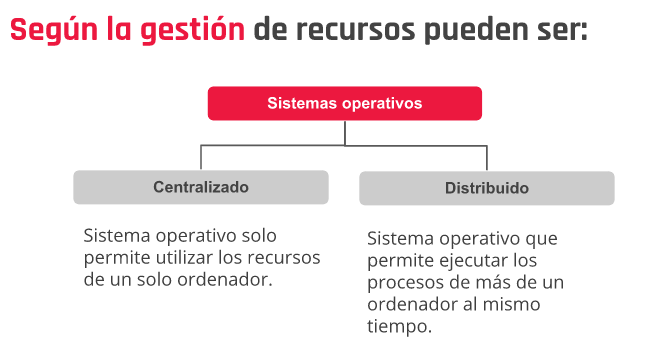 Según la gestión de recursos pueden ser:
Sistemas operativos
Centralizado
Distribuido
Sistema operativo solo
permite utilizar los recursos
de un solo ordenador.
Sistema operativo que
permite ejecutar los
procesos de más de un
ordenador al mismo
tiempo.